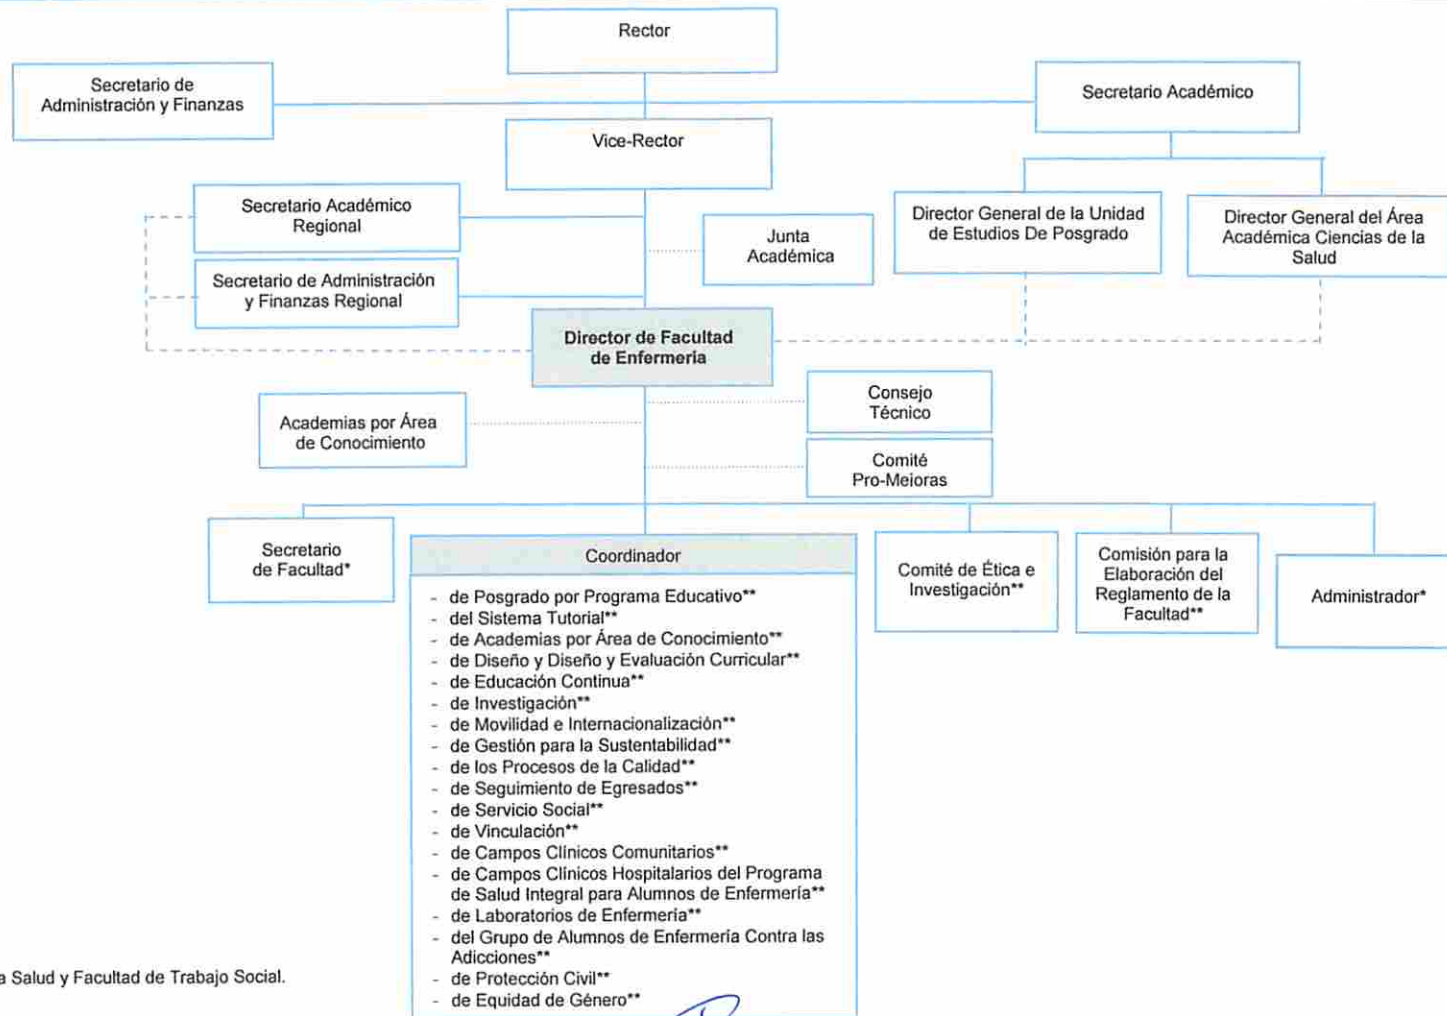 Rector
Secretario de
Administración y Finanzas
Secretario Académico
Vice-Rector
Secretario Académico
Regional
Junta
Académica
Director General de la Unidad
de Estudios De Posgrado
Director General del Área
Académica Ciencias de la
Salud
Secretario de Administración
y Finanzas Regional
Director de Facultad
de Enfermería
Academias por Área
de Conocimiento
Consejo
Técnico
Comité
Pro-Meioras
Secretario
de Facultad*
Coordinador
- de Posgrado por Programa Educativo**
- del Sistema Tutorial**
- de Academias por Área de Conocimiento**
- de Diseño y Diseño y Evaluación Curricular**
- de Educación Continua**
- de Investigación**
- de Movilidad e Internacionalización**
- de Gestión para la Sustentabilidad**
- de los Procesos de la Calidad**
- de Seguimiento de Egresados**
- de Servicio Social**
- de Vinculación**
- de Campos Clínicos Comunitarios**
- de Campos Clínicos Hospitalarios del Programa
de Salud Integral para Alumnos de Enfermería**
- de Laboratorios de Enfermería**
- del Grupo de Alumnos de Enfermería Contra las
Adicciones**
- de Protección Civil**
- de Equidad de Género**
Comité de Ética e
Investigación**
Comisión para la
Elaboración del
Reglamento de la
Facultad**
Administrador*
a Salud y Facultad de Trabajo Social.